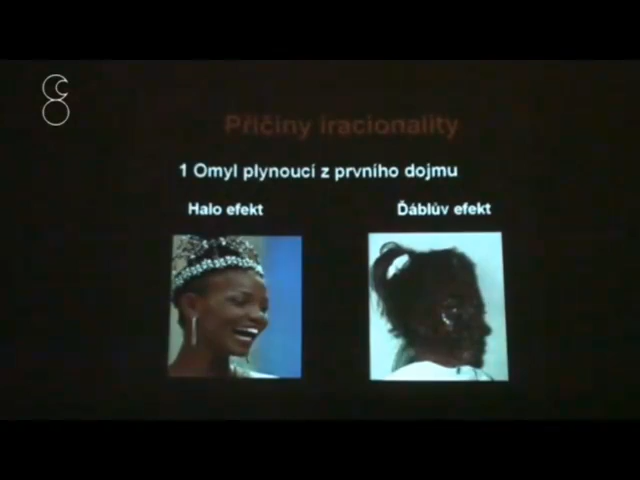 Příčiny iracionality
1 Omyl plynoucí z prvního dojmu
Halo efekt
Ďáblův efekt